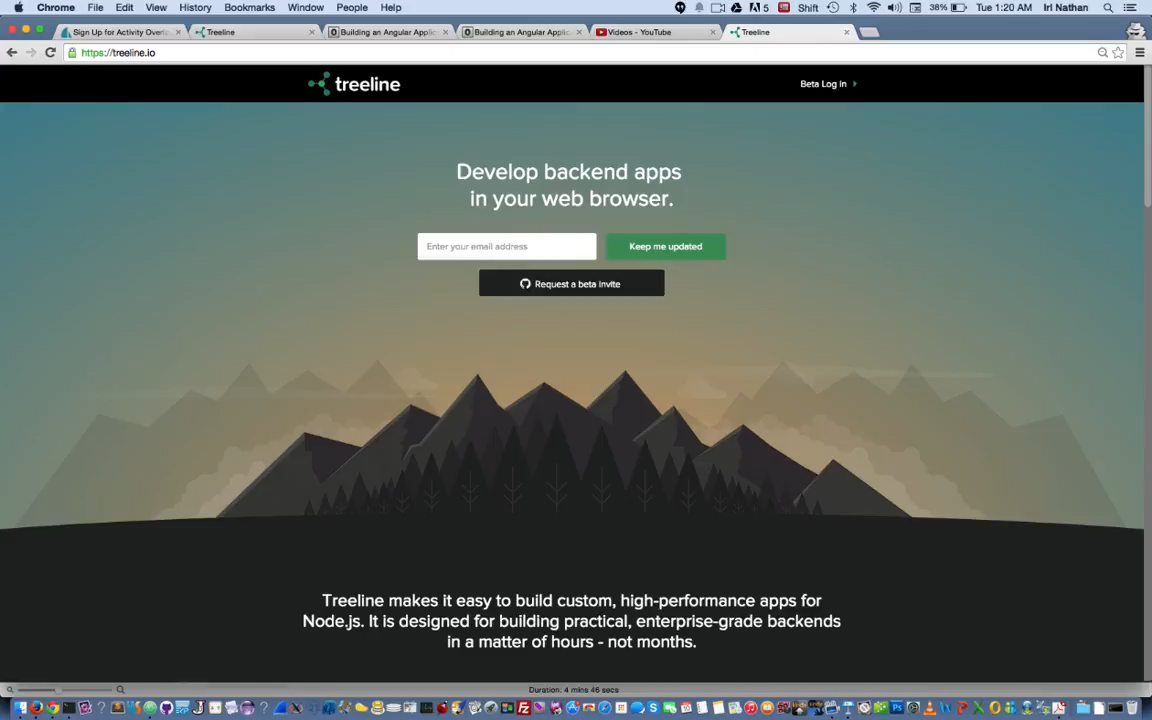 Chrome File Edit View History Bookmarks Window People Help 5 Shift 38% Tue 1:20 AM Irl Nathan
Sign Up for Activity Overlo Treeline Building an Angular Applic Building an Angular Applic Videos - YouTube Treeline
https://treeline.io
treeline
Beta Log In
Develop backend apps
in your web browser.
Enter your email address Keep me updated
Request a beta invite
Treeline makes it easy to build custom, high-performance apps for
Node.js. It is designed for building practical, enterprise-grade backends
in a matter of hours - not months.
Duration: 4 mins 46 secs